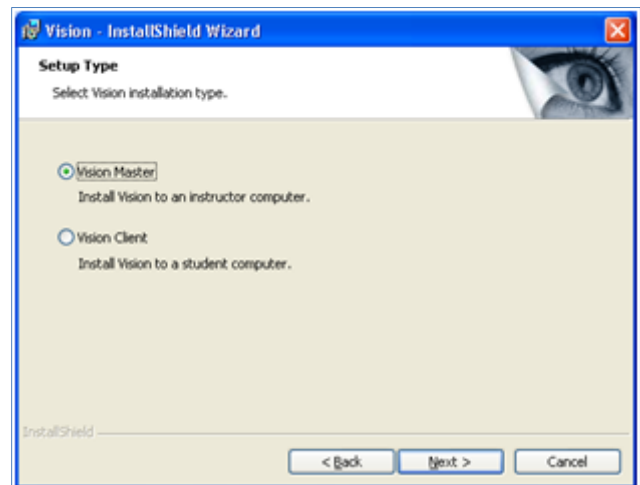 Vision - InstallShield Wizard
Setup Type
Select Vision installation type.
Vision Master
Install Vision to an instructor computer.
Vision Client
Install Vision to a student computer.
InstallShield
< Back
Next >
Cancel